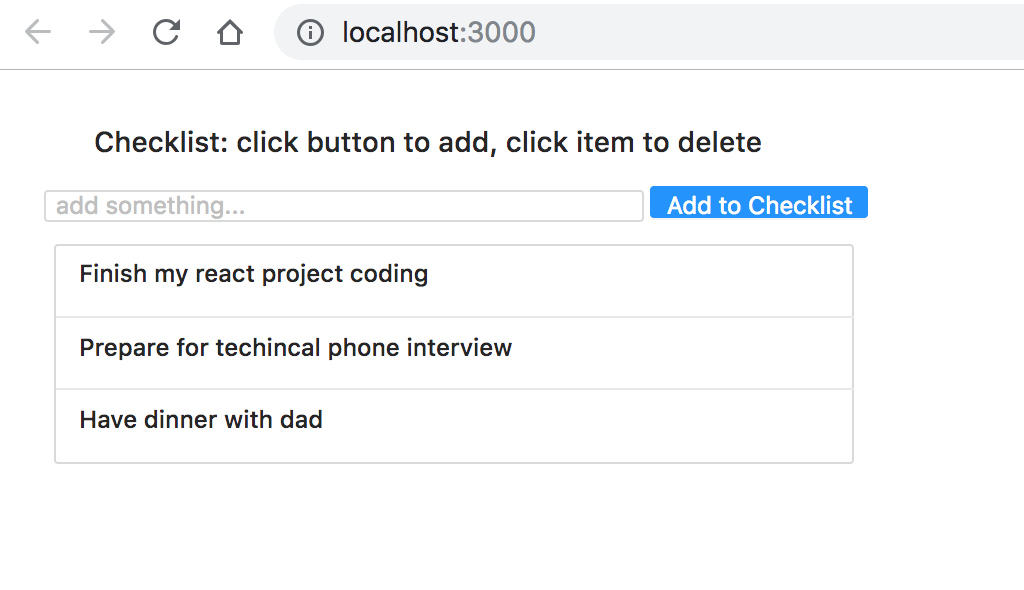 localhost:3000
Checklist: click button to add, click item to delete
add something...
Add to Checklist
Finish my react project coding
Prepare for techincal phone interview
Have dinner with dad